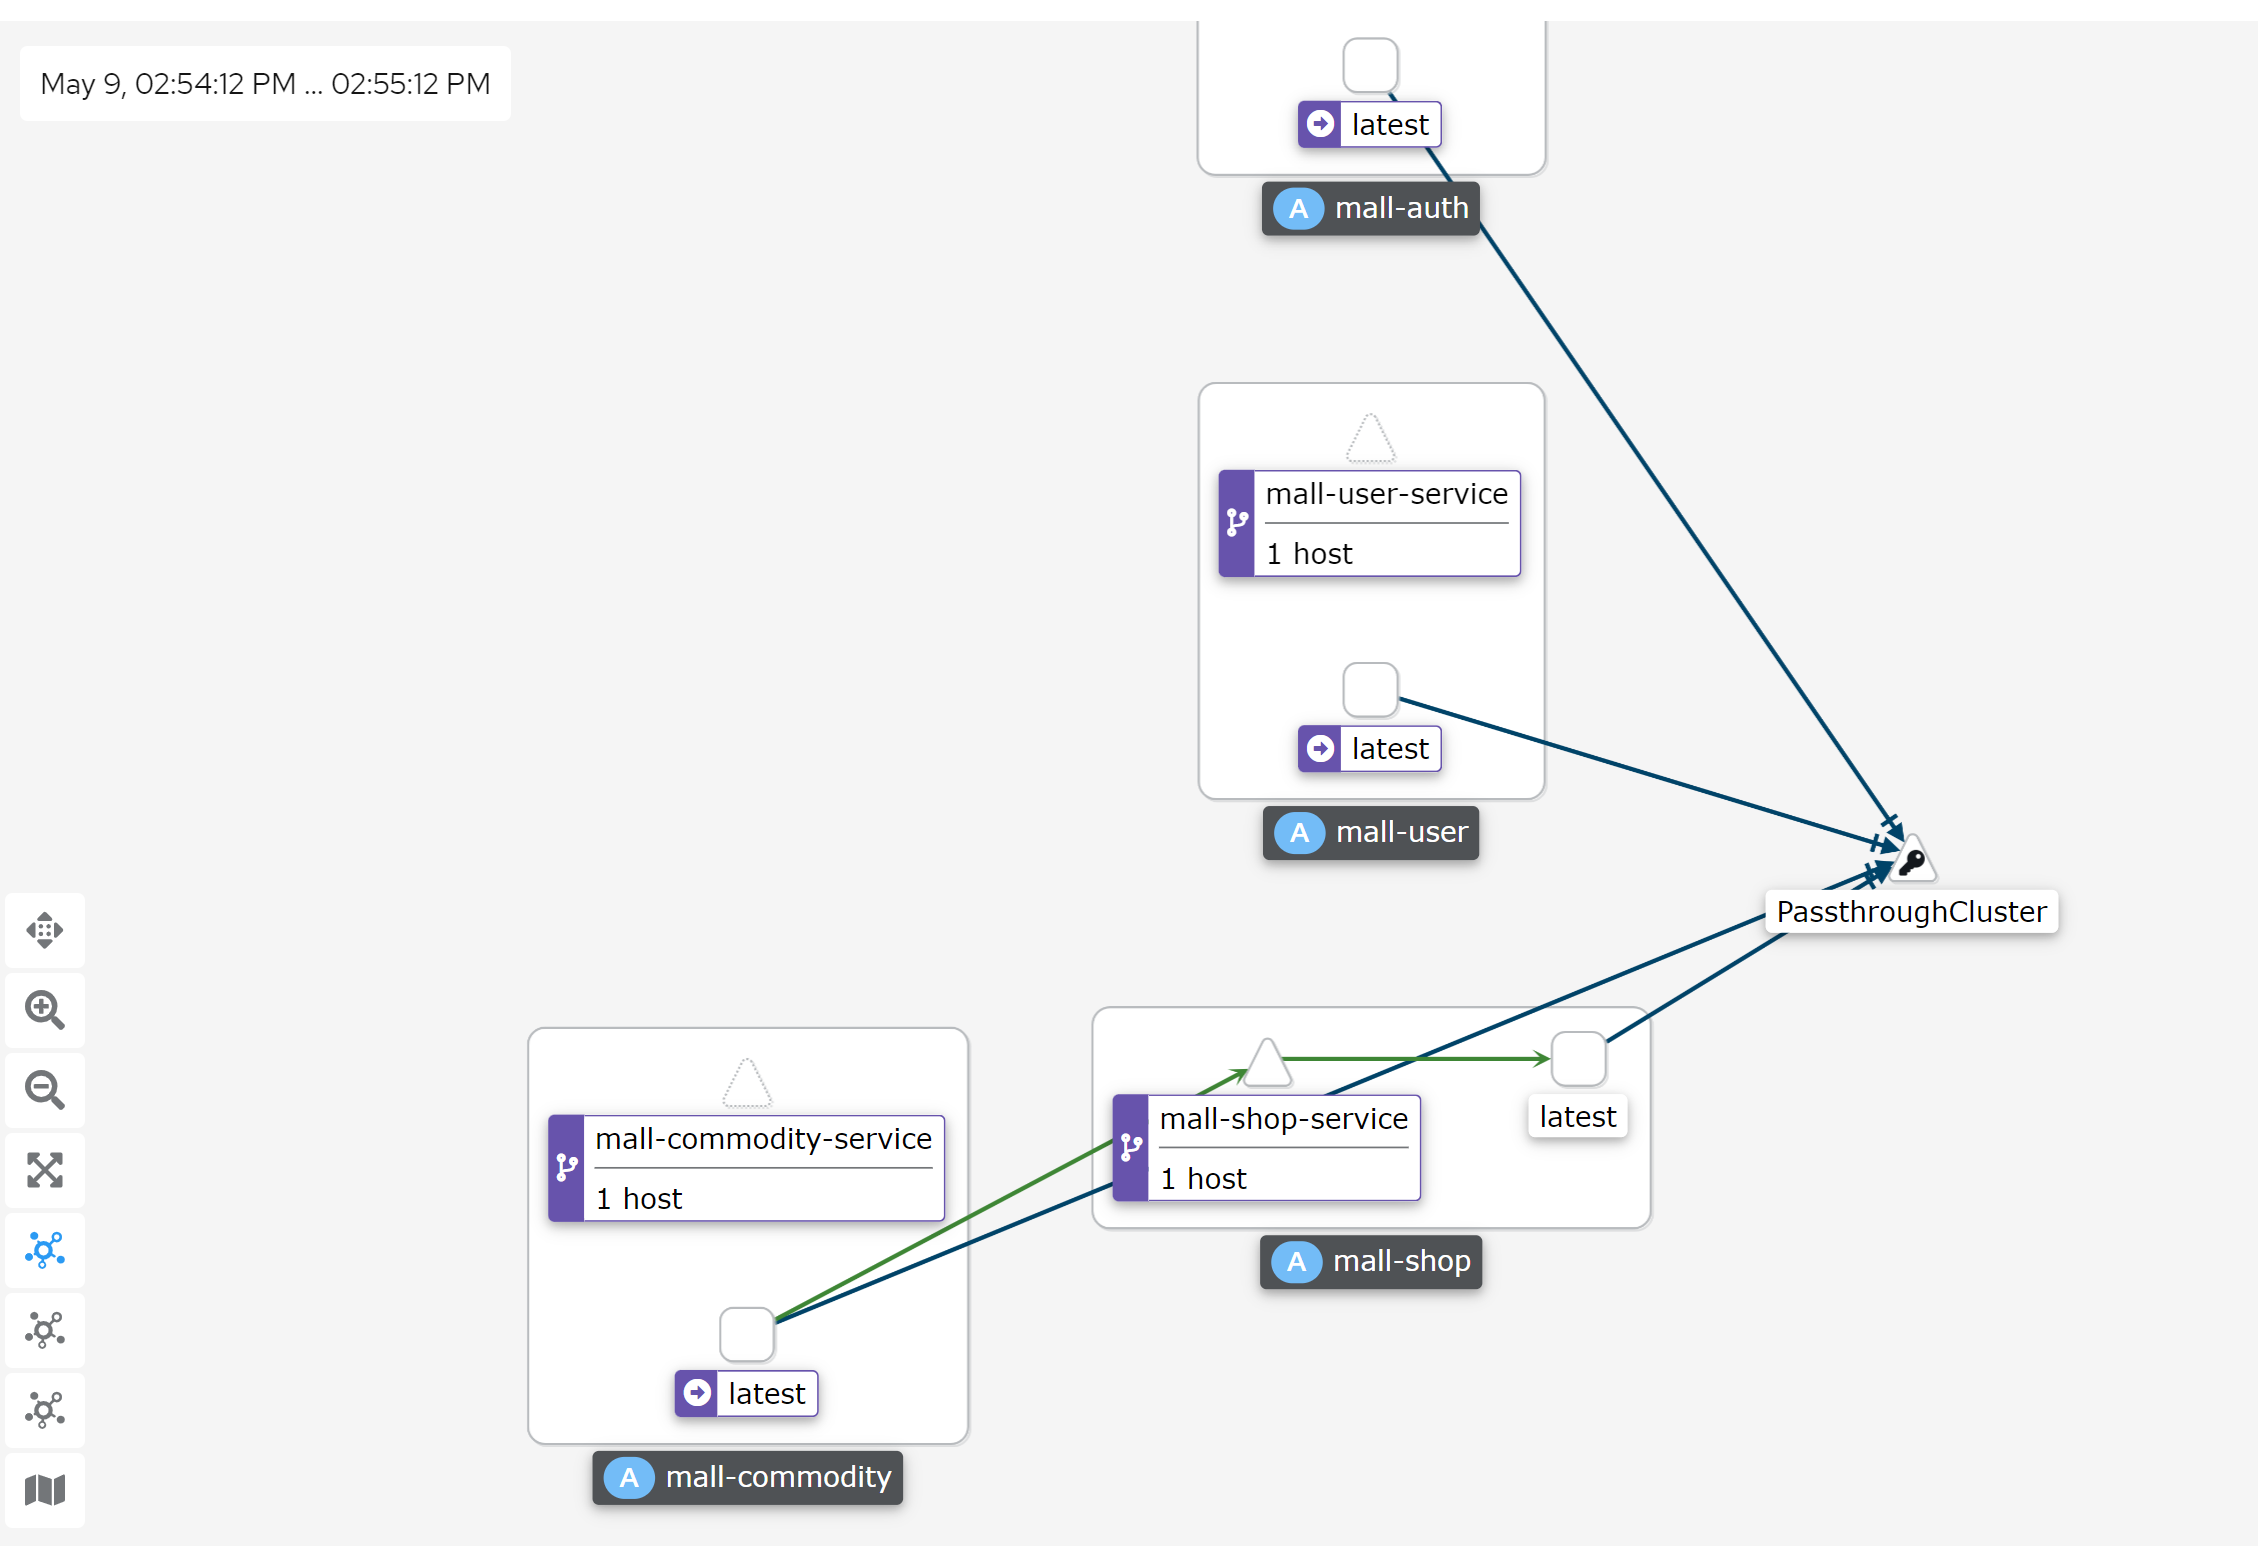 May 9, 02:54:12 PM ... 02:55:12 PM
latest
A mall-auth
mall-user-service
1 host
latest
A mall-user
PassthroughCluster
mall-shop-service
1 host
latest
A mall-shop
mall-commodity-service
1 host
latest
A mall-commodity